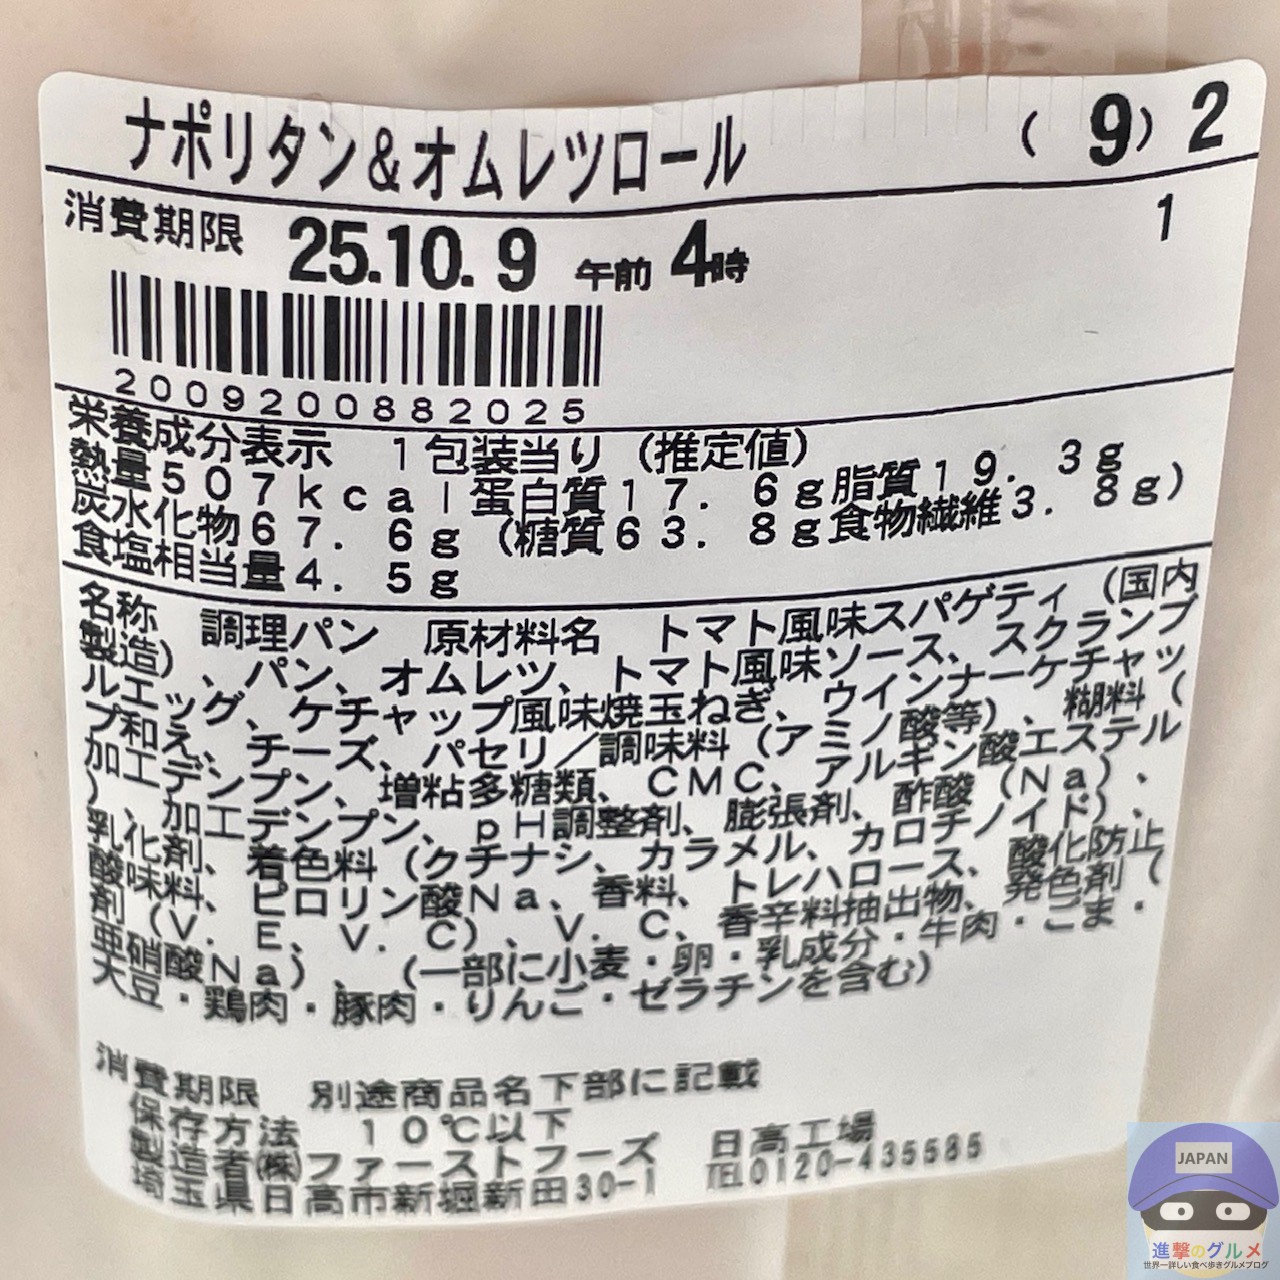 ナポリタン&オムレツロール (9)2
消費期限 25.10.9 午前4時 1
2009200882025
栄養成分表示 1包装当り(推定値)
熱量507kcal蛋白質17.6g脂質19.3g
炭水化物67.6g(糖質63.8g食物繊維3.8g)
食塩相当量4.5g
名称 調理パン 原材料名 トマト風味スパゲティ(国内
製造)、パン、オムレツ、トマト風味ソース、スクランブ
ルエッグ、ケチャップ風味焼玉ねぎ、ウインナーケチャッ
プ和え、チーズ、パセリ/調味料(アミノ酸等)、糊料(
加工デンプン、増粘多糖類、CMC、アルギン酸エステル
)、加工デンプン、pH調整剤、膨張剤、酢酸(Na)、
乳化剤、着色料(クチナシ、カラメル、カロチノイド)、
酸味料、ピロリン酸Na、香料、トレハロース、酸化防止
剤(V.E、V.C)、V.C、香辛料抽出物、発色剤(
亜硝酸Na)、(一部に小麦・卵・乳成分・牛肉・ごま・
大豆・鶏肉・豚肉・りんご・ゼラチンを含む)
消費期限 別途商品名下部に記載
保存方法 10℃以下
製造者㈱ファーストフーズ 日高工場
埼玉県日高市新堀新田30-1 TEL0120-435585
JAPAN
進撃のグルメ
世界一詳しい食べ歩きグルメブログ